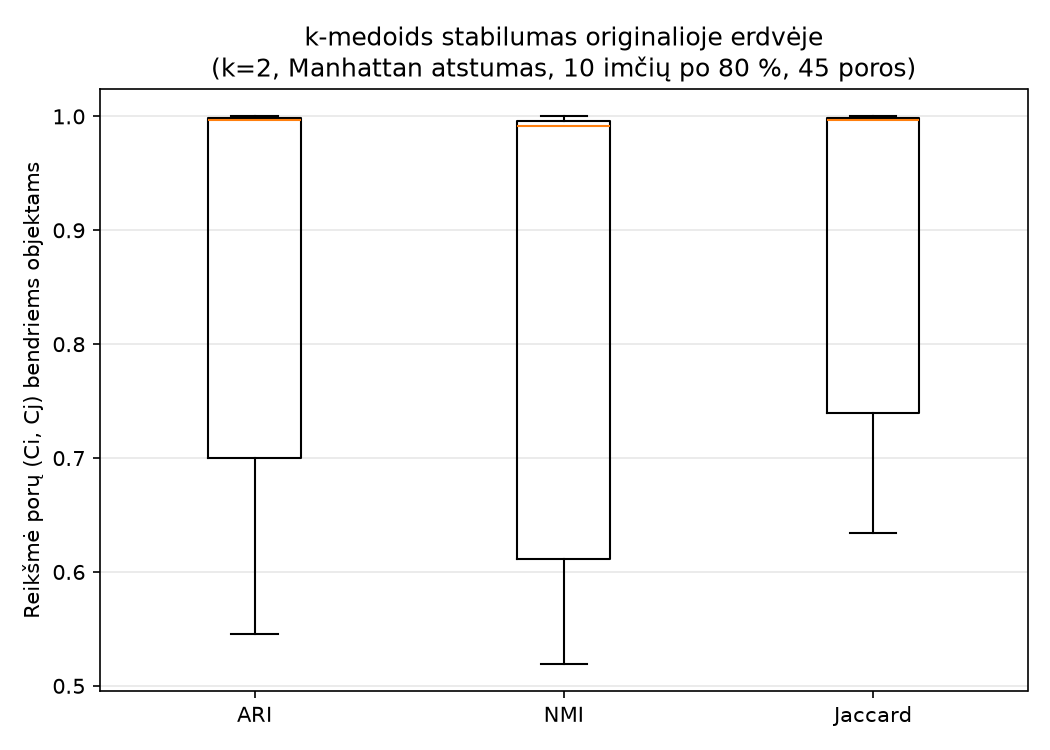 k-medoids stabilumas originalioje erdvėje
(k=2, Manhattan atstumas, 10 imčių po 80 %, 45 poros)
Reikšmė porų (Ci, Cj) bendriems objektams
1.0
0.9
0.8
0.7
0.6
0.5
ARI
NMI
Jaccard